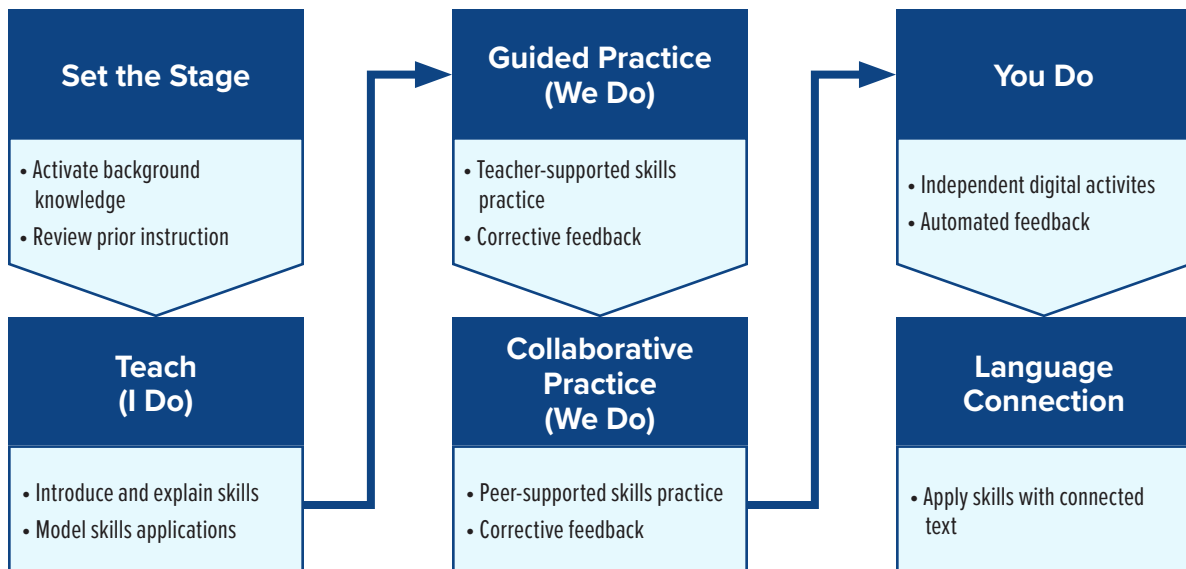 Set the Stage
• Activate background
knowledge
• Review prior instruction
Teach
(I Do)
• Introduce and explain skills
• Model skills applications
Guided Practice
(We Do)
• Teacher-supported skills
practice
• Corrective feedback
Collaborative
Practice
(We Do)
• Peer-supported skills practice
• Corrective feedback
You Do
• Independent digital activites
• Automated feedback
Language
Connection
• Apply skills with connected
text